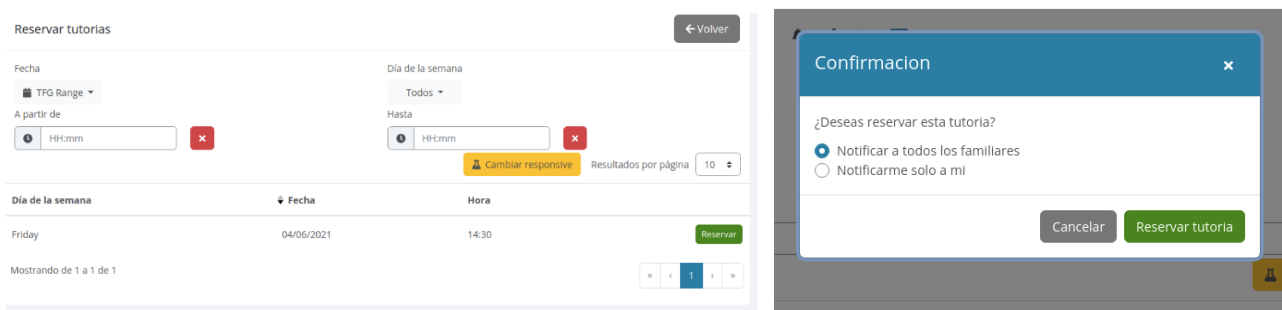 Reservar tutorias
Volver
Fecha
Día de la semana
TFG Range
Todos
A partir de
Hasta
HH:mm
HH:mm
Cambiar responsive
Resultados por página
10
Día de la semana
Fecha
Hora
Friday
04/06/2021
14:30
Reservar
Mostrando de 1 a 1 de 1
« ‹ 1 › »
Confirmacion
×
¿Deseas reservar esta tutoria?
Notificar a todos los familiares
Notificarme solo a mi
Cancelar
Reservar tutoria